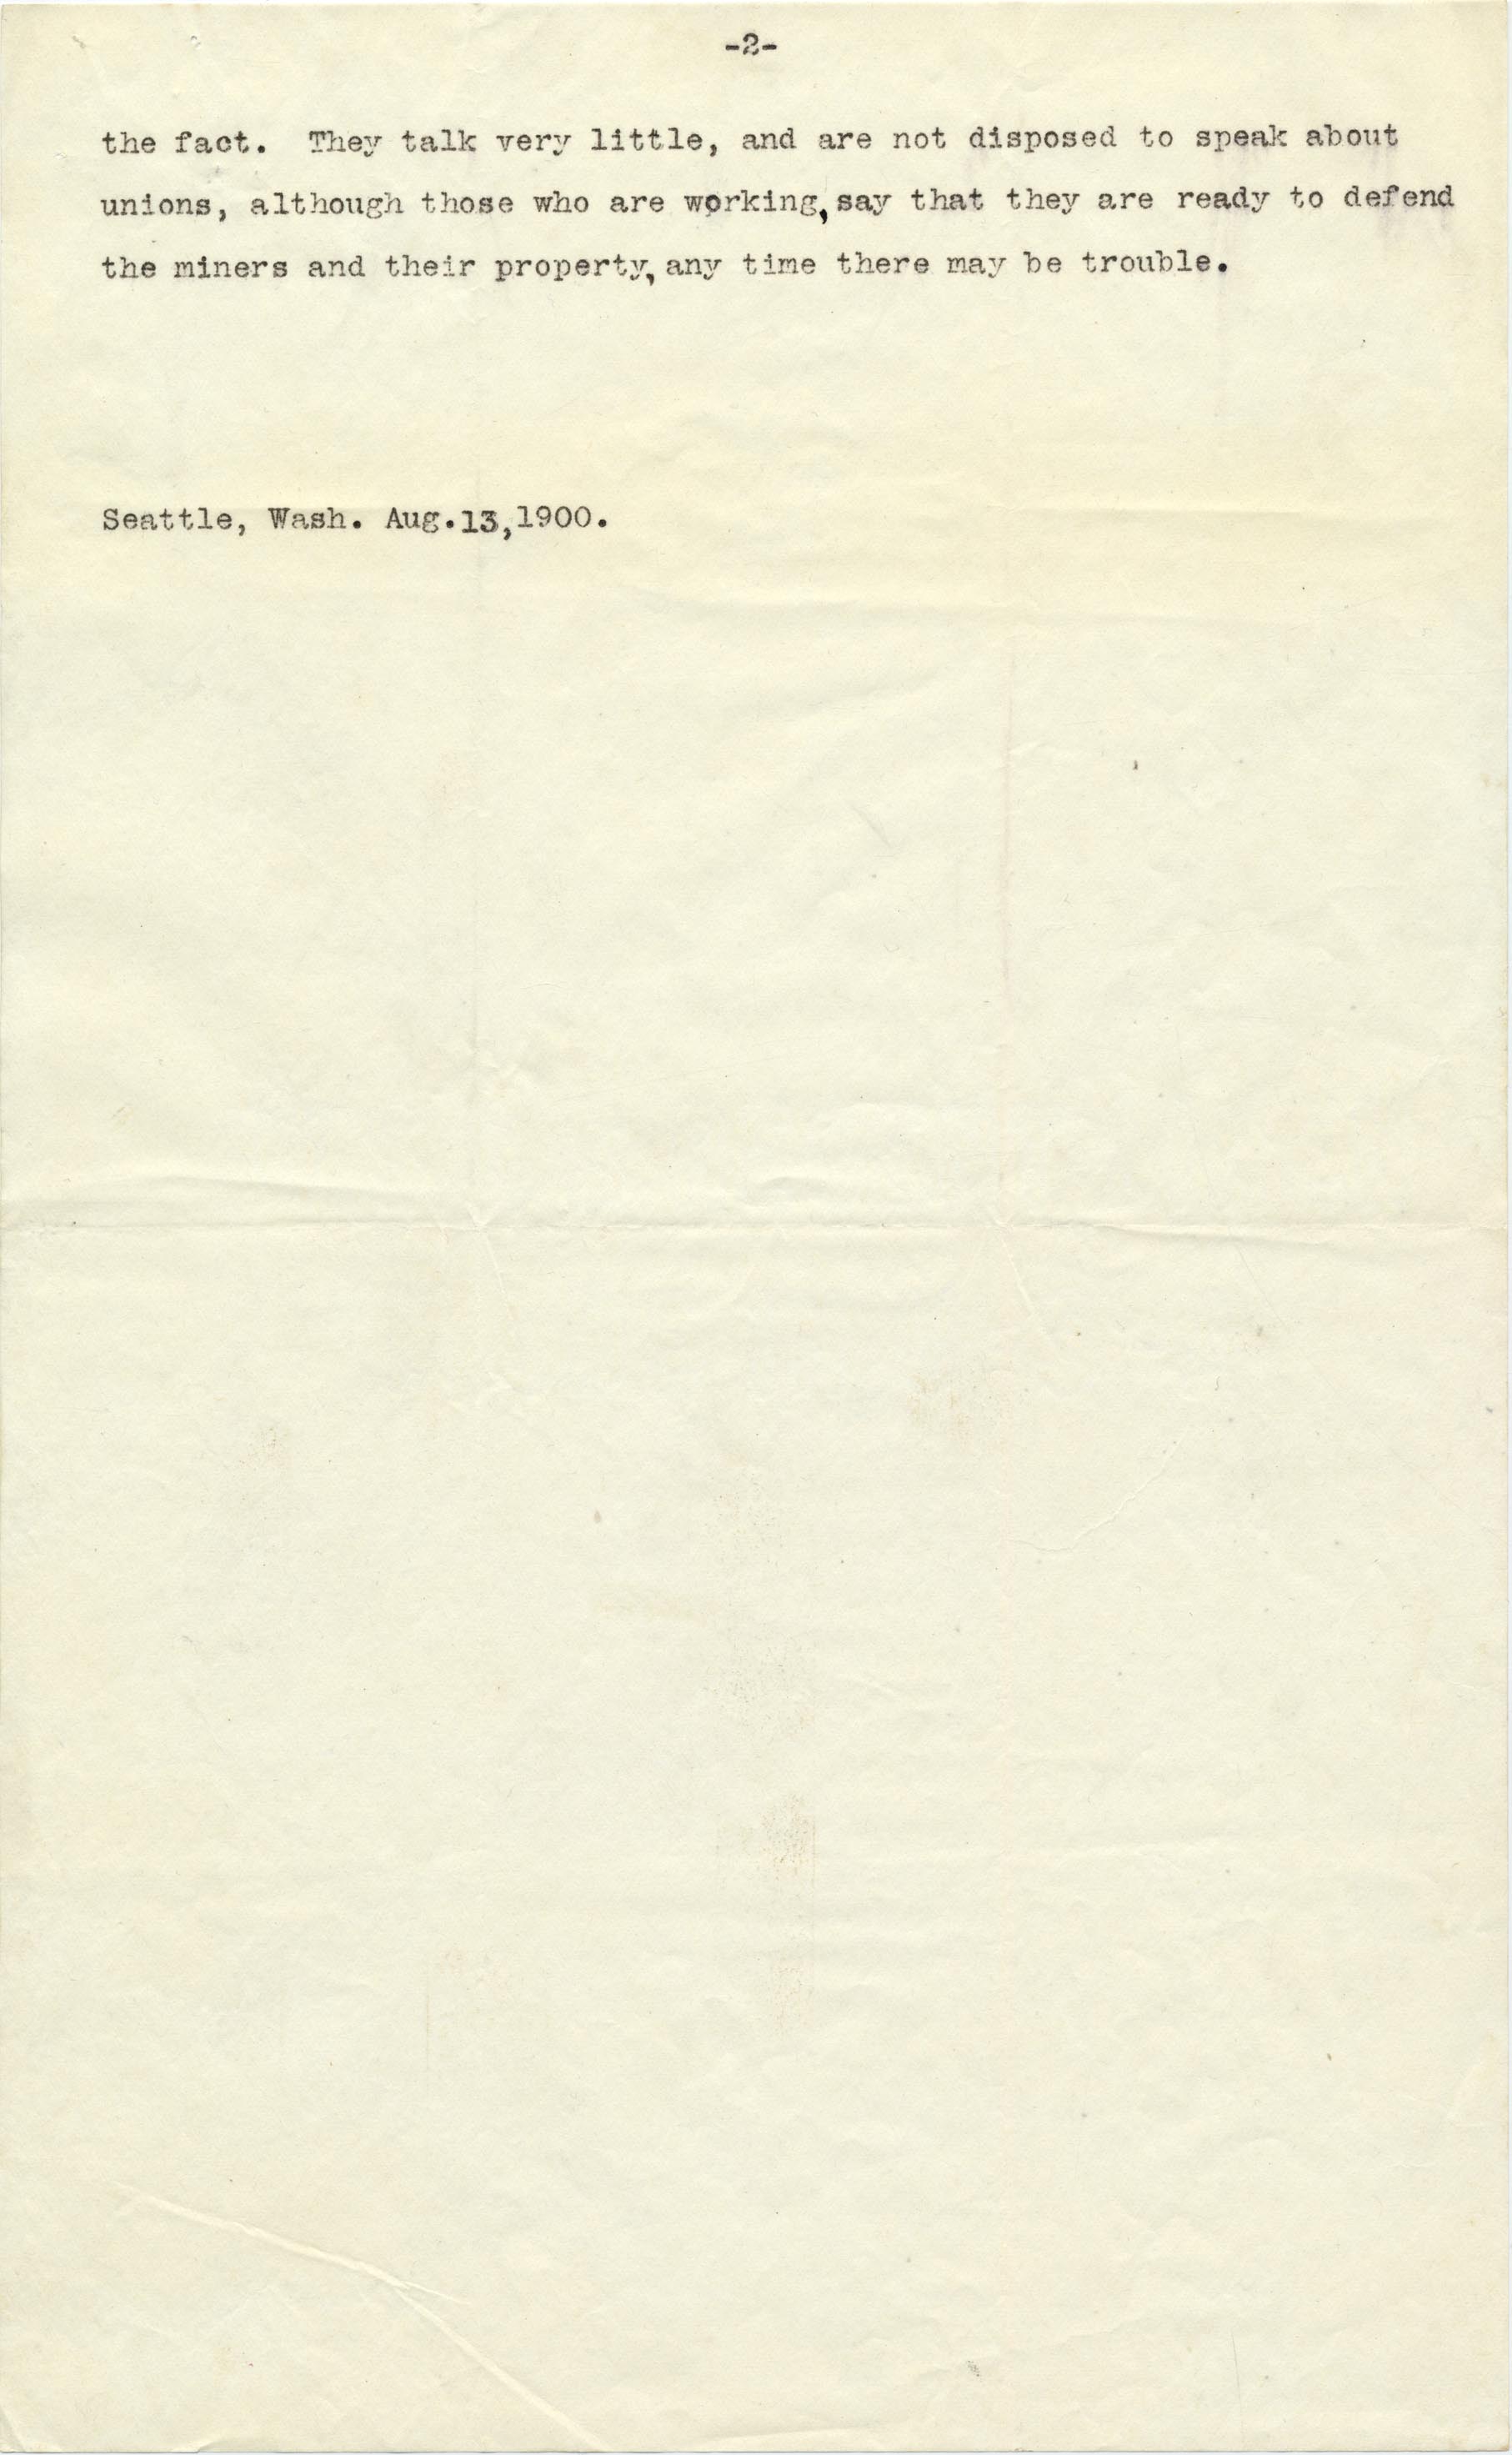 -2-
the fact. They talk very little, and are not disposed to speak about
unions, although those who are working, say that they are ready to defend
the miners and their property, any time there may be trouble.
Seattle, Wash. Aug.13,1900.